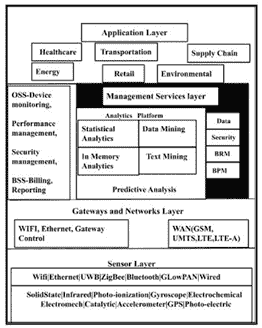 Application Layer
Healthcare
Transportation
Supply Chain
Energy
Retail
Environmental
OSS-Device
monitoring,
Performance
management,
Security
management,
BSS-Billing,
Reporting
Management Services layer
Analytics Platform
Statistical
Analytics
Data Mining
In Memory
Analytics
Text Mining
Predictive Analysis
Data
Security
BRM
BPM
Gateways and Networks Layer
WIFI, Ethernet, Gateway
Control
WAN(GSM,
UMTS,LTE,LTE-A)
Sensor Layer
Wifi|Ethernet|UWB|ZigBee|Bluetooth|GLowPAN|Wired
SolidState|Infrared|Photo-ionization|Gyroscope|Electrochemical
Electromech|Catalytic|Accelerometer|GPS|Photo-electric